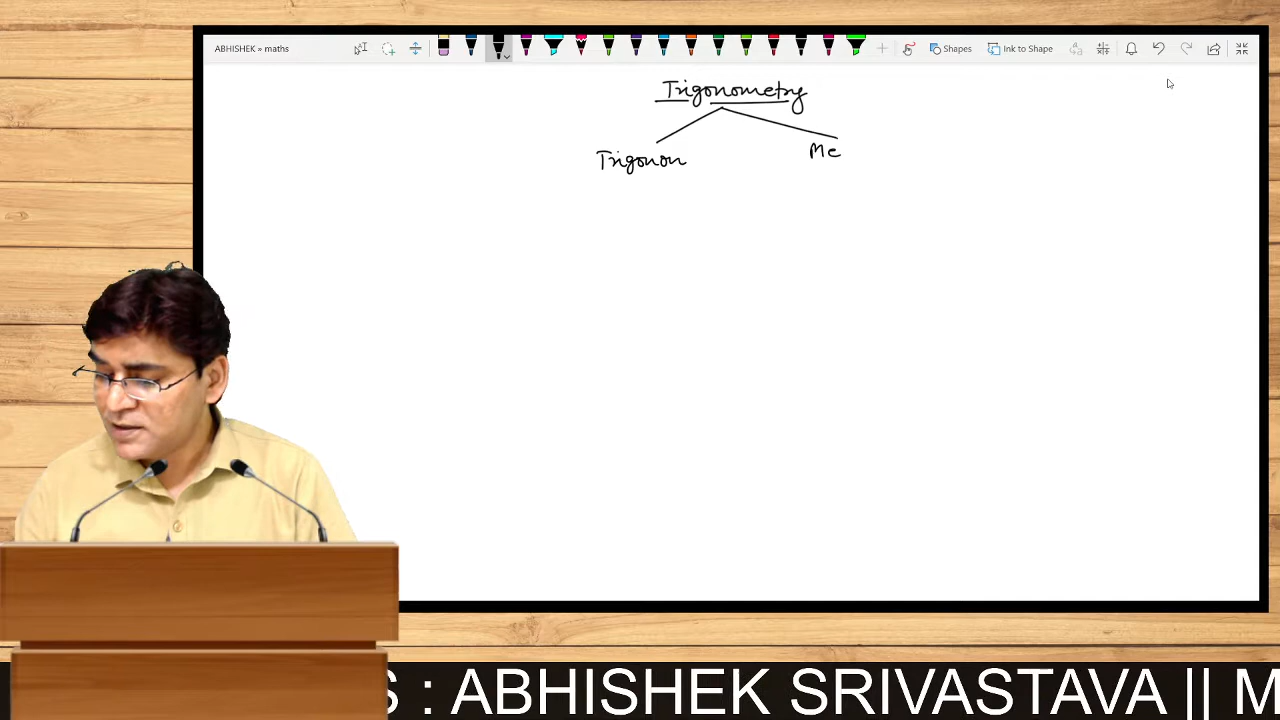 ABHISHEK » maths
Shapes
Ink to Shape
Trigonometry
Trigonon
Me
S : ABHISHEK SRIVASTAVA || M